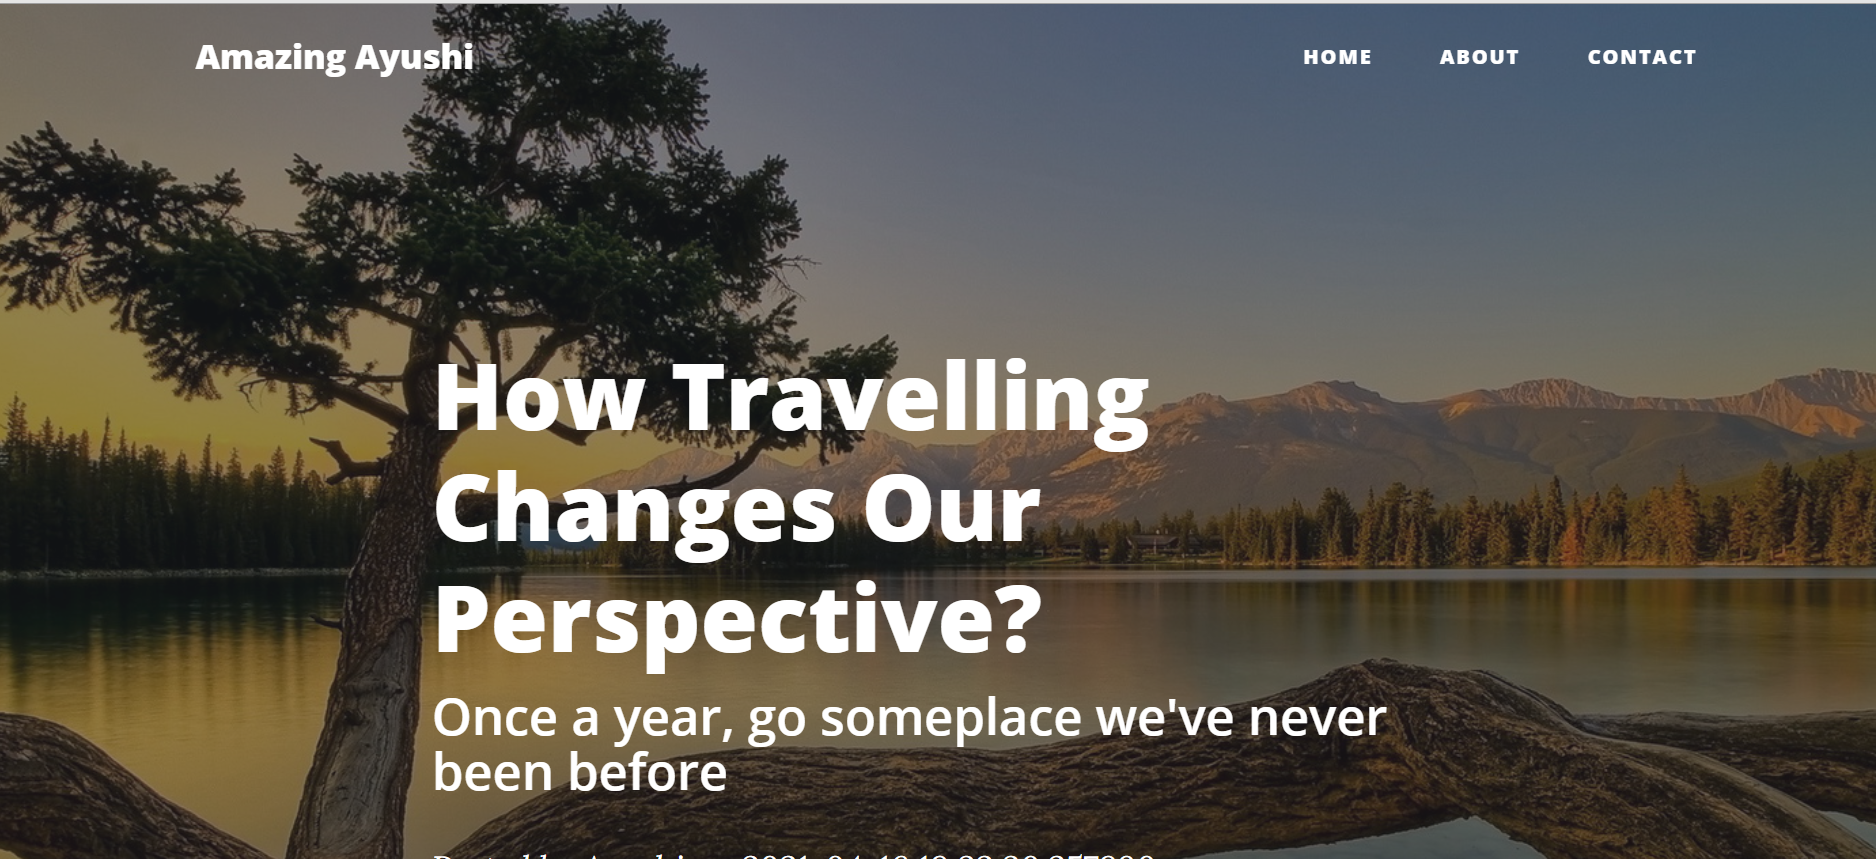 Amazing Ayushi
HOME ABOUT CONTACT
How Travelling
Changes Our
Perspective?
Once a year, go someplace we've never
been before